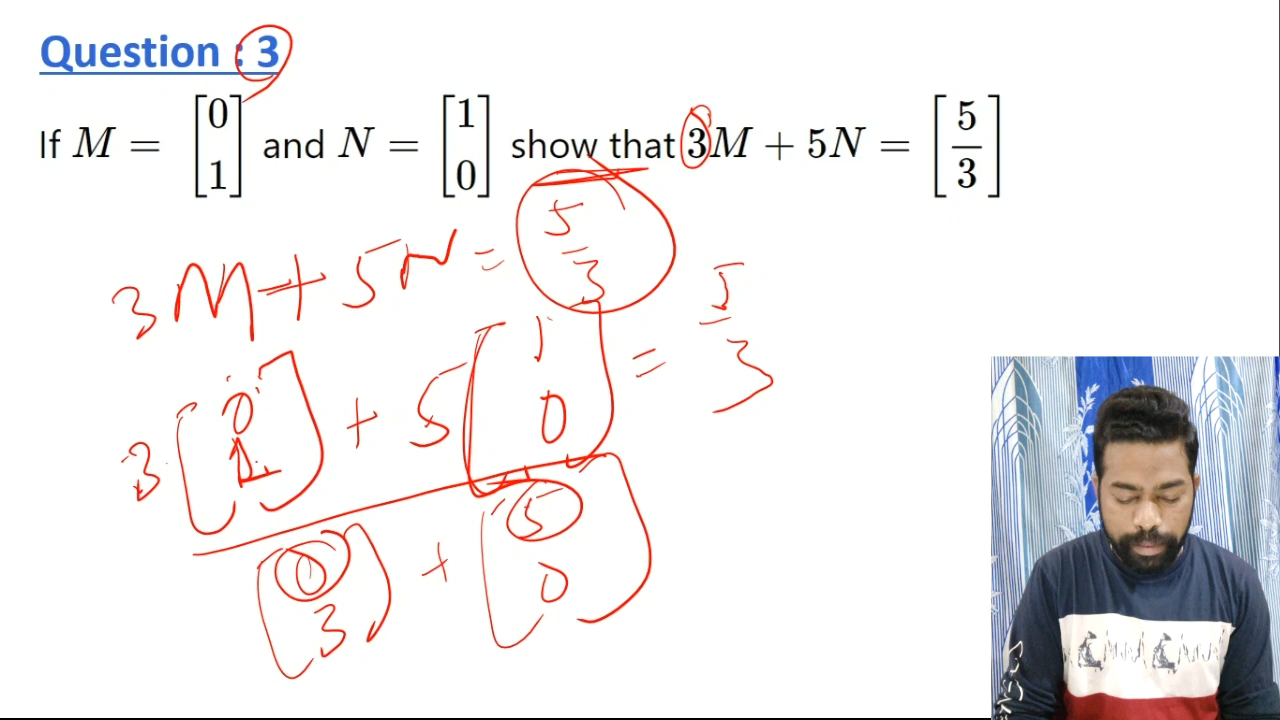 Question : 3
If M = [0 1] and N = [1 0] show that 3M + 5N = [5/3]
3M + 5N = 5/3
3[0 1] + 5[1 0] = 5/3
[0 3] + [5 0]